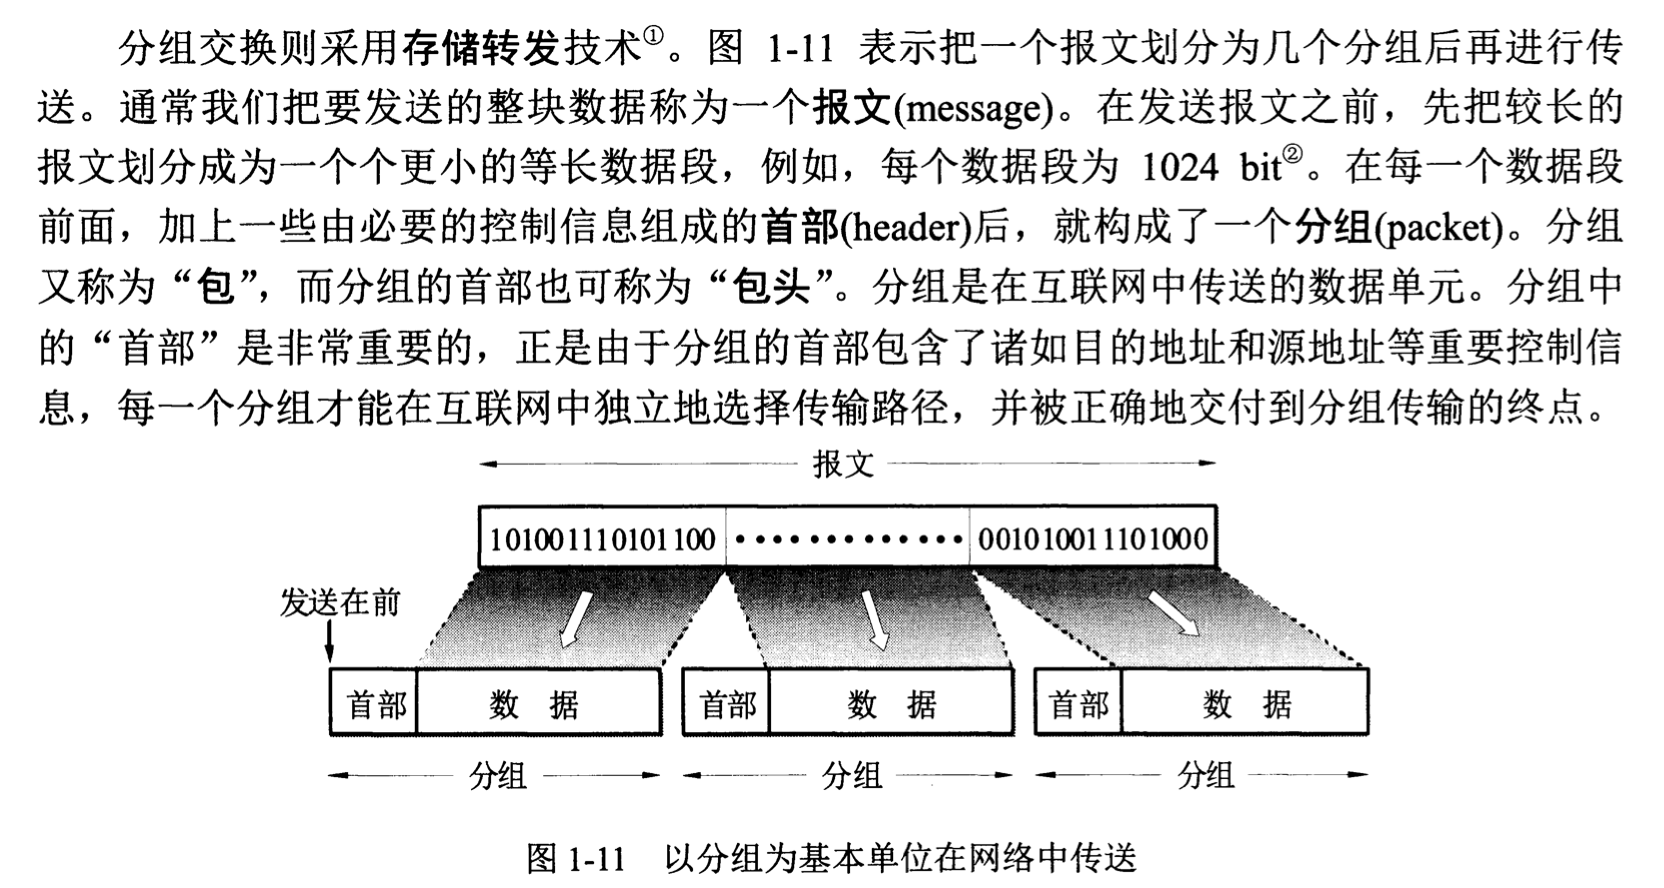 分组交换则采用存储转发技术①。图 1-11 表示把一个报文划分为几个分组后再进行传
送。通常我们把要发送的整块数据称为一个报文(message)。在发送报文之前，先把较长的
报文划分成为一个个更小的等长数据段，例如，每个数据段为 1024 bit②。在每一个数据段
前面，加上一些由必要的控制信息组成的首部(header)后，就构成了一个分组(packet)。分组
又称为“包”，而分组的首部也可称为“包头”。分组是在互联网中传送的数据单元。分组中
的“首部”是非常重要的，正是由于分组的首部包含了诸如目的地址和源地址等重要控制信
息，每一个分组才能在互联网中独立地选择传输路径，并被正确地交付到分组传输的终点。
报文
101001110101100 ············· 001010011101000
发送在前
首部 数 据 首部 数 据 首部 数 据
分组 分组 分组
图 1-11 以分组为基本单位在网络中传送